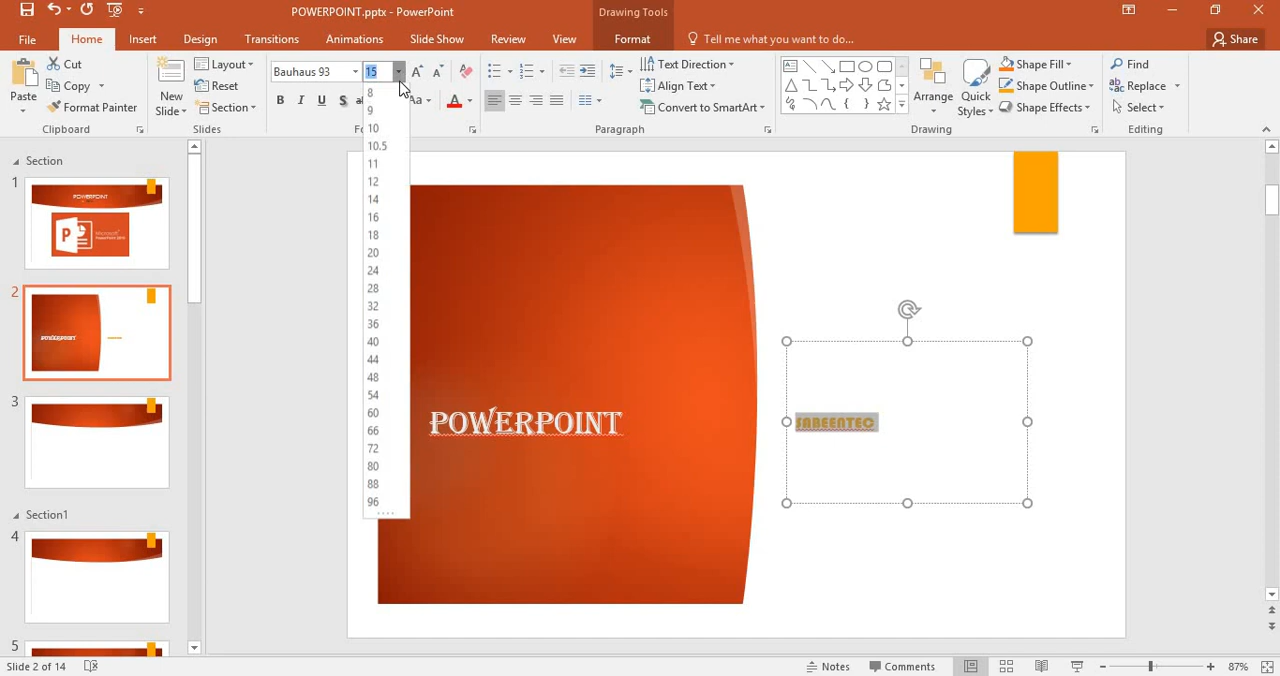 POWERPOINT.pptx - PowerPoint
Drawing Tools
File Home Insert Design Transitions Animations Slide Show Review View Format Tell me what you want to do... Share
Paste
Cut
Copy
Format Painter
Clipboard
New Slide
Layout
Reset
Section
Slides
Bauhaus 93 15
B I U S Aa A
Text Direction
Align Text
Convert to SmartArt
Paragraph
Arrange
Quick Styles
Shape Fill
Shape Outline
Shape Effects
Drawing
Find
Replace
Select
Editing
8
9
10
10.5
11
12
14
16
18
20
24
28
32
36
40
44
48
54
60
66
72
80
88
96
Section
1
POWERPOINT
2
POWERPOINT
3
Section1
4
5
POWERPOINT
SABEENTEC
Slide 2 of 14
Notes Comments 87%